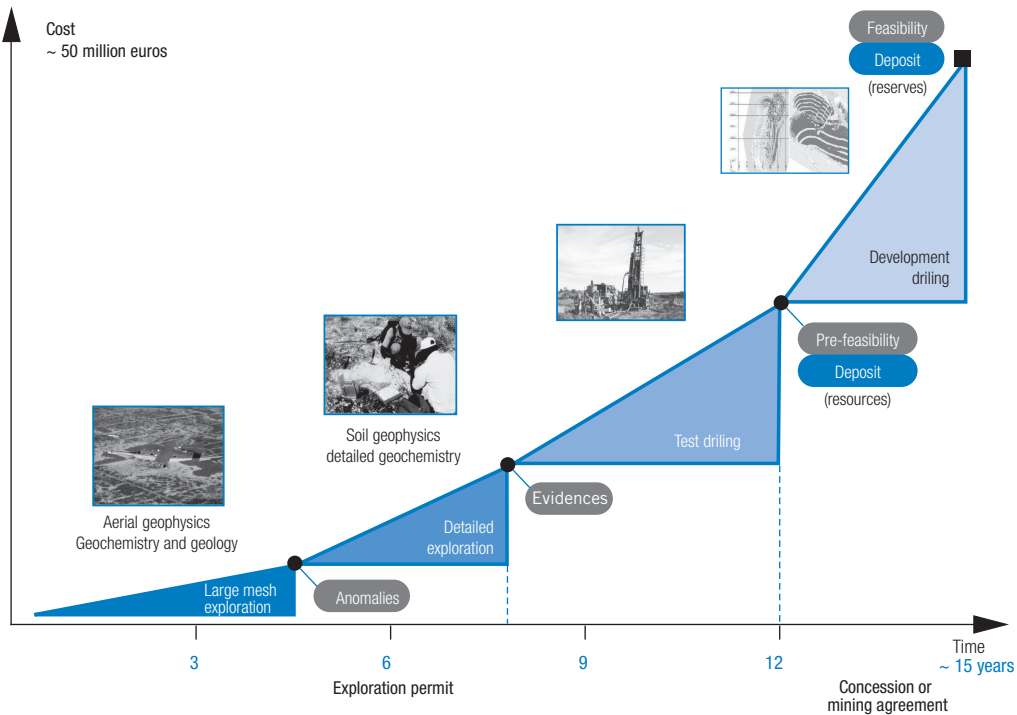 Cost
~ 50 million euros
Feasibility
Deposit
(reserves)
Development
driling
Pre-feasibility
Deposit
(resources)
Test driling
Soil geophysics
detailed geochemistry
Evidences
Detailed
exploration
Aerial geophysics
Geochemistry and geology
Large mesh
exploration
Anomalies
3
6
9
12
Time
~ 15 years
Exploration permit
Concession or
mining agreement